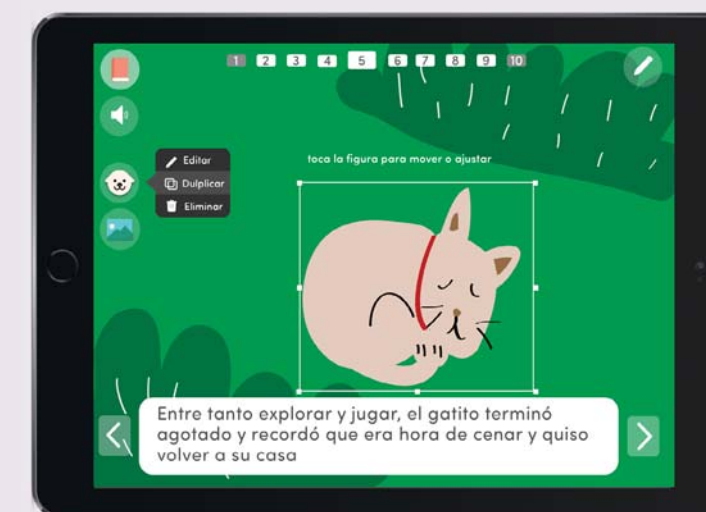 1 2 3 4 5 6 7 8 9 10
Editar
Dulplicar
Eliminar
toca la figura para mover o ajustar
Entre tanto explorar y jugar, el gatito terminó
agotado y recordó que era hora de cenar y quiso
volver a su casa